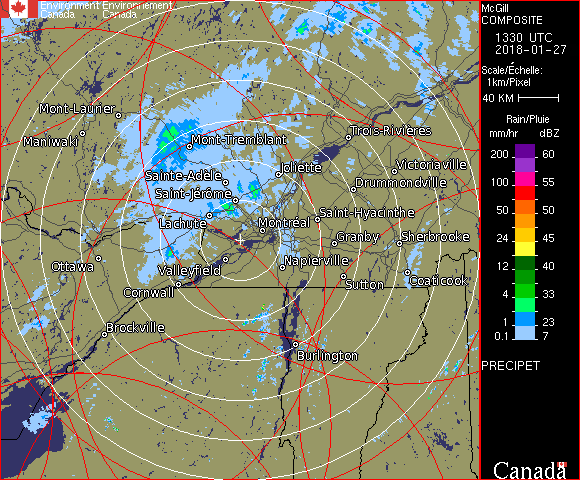 Environment Environnement
Canada Canada
McGill
COMPOSITE
1330 UTC
2018-01-27
Scale/Échelle:
1km/Pixel
40 KM
Rain/Pluie
mm/hr dBZ
200 60
100 55
50 50
24 45
12 40
4 33
1 23
0.1 7
PRECIPET
Canada
Mont-Laurier
Maniwaki
Mont-Tremblant
Trois-Rivières
Sainte-Adèle
Joliette
Victoriaville
Saint-Jérôme
Drummondville
Lachute
Montréal
Saint-Hyacinthe
Granby
Sherbrooke
Ottawa
Valleyfield
Napierville
Cornwall
Sutton
Coaticook
Brockville
Burlington